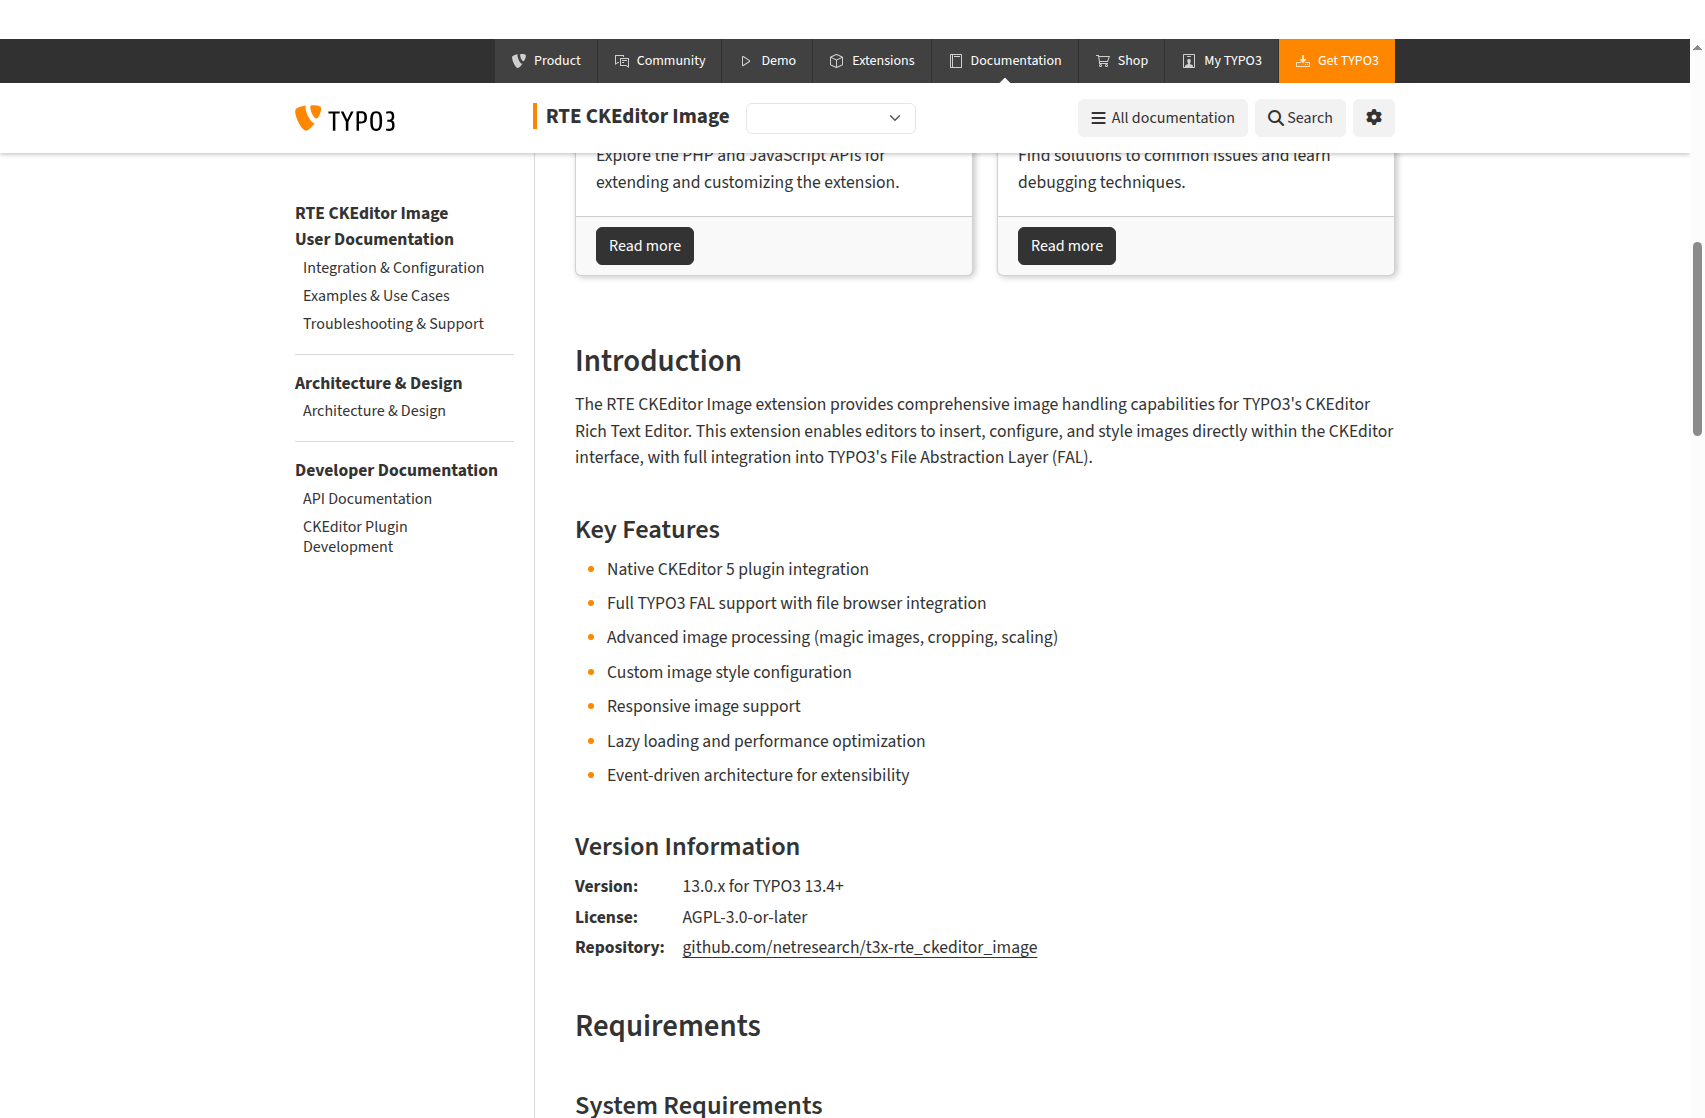 Product
Community
Demo
Extensions
Documentation
Shop
My TYPO3
Get TYPO3
TYPO3
RTE CKEditor Image
All documentation
Search
RTE CKEditor Image
User Documentation
Integration & Configuration
Examples & Use Cases
Troubleshooting & Support
Architecture & Design
Architecture & Design
Developer Documentation
API Documentation
CKEditor Plugin
Development
Explore the PHP and JavaScript APIs for
extending and customizing the extension.
Read more
Find solutions to common issues and learn
debugging techniques.
Read more
Introduction
The RTE CKEditor Image extension provides comprehensive image handling capabilities for TYPO3's CKEditor
Rich Text Editor. This extension enables editors to insert, configure, and style images directly within the CKEditor
interface, with full integration into TYPO3's File Abstraction Layer (FAL).
Key Features
Native CKEditor 5 plugin integration
Full TYPO3 FAL support with file browser integration
Advanced image processing (magic images, cropping, scaling)
Custom image style configuration
Responsive image support
Lazy loading and performance optimization
Event-driven architecture for extensibility
Version Information
Version: 13.0.x for TYPO3 13.4+
License: AGPL-3.0-or-later
Repository: github.com/netresearch/t3x-rte_ckeditor_image
Requirements
System Requirements